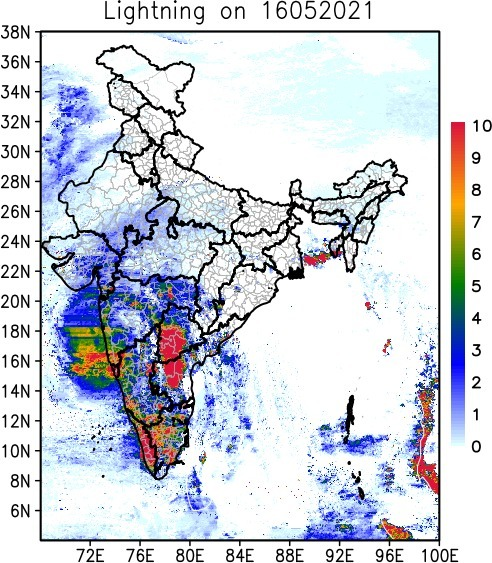 Lightning on 16052021
38N
36N
34N
32N
30N
28N
26N
24N
22N
20N
18N
16N
14N
12N
10N
8N
6N
72E 76E 80E 84E 88E 92E 96E 100E
10
9
8
7
6
5
4
3
2
1
0